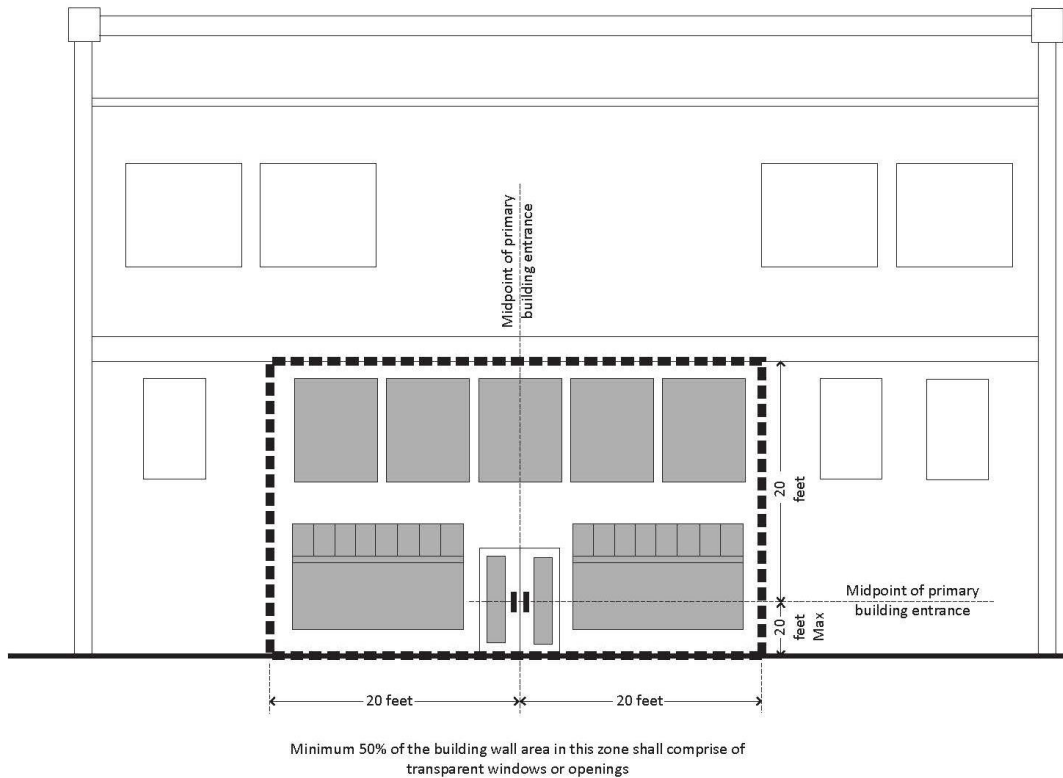 Midpoint of primary
building entrance
20
feet
Midpoint of primary
building entrance
20
feet
Max
20 feet
20 feet
Minimum 50% of the building wall area in this zone shall comprise of
transparent windows or openings